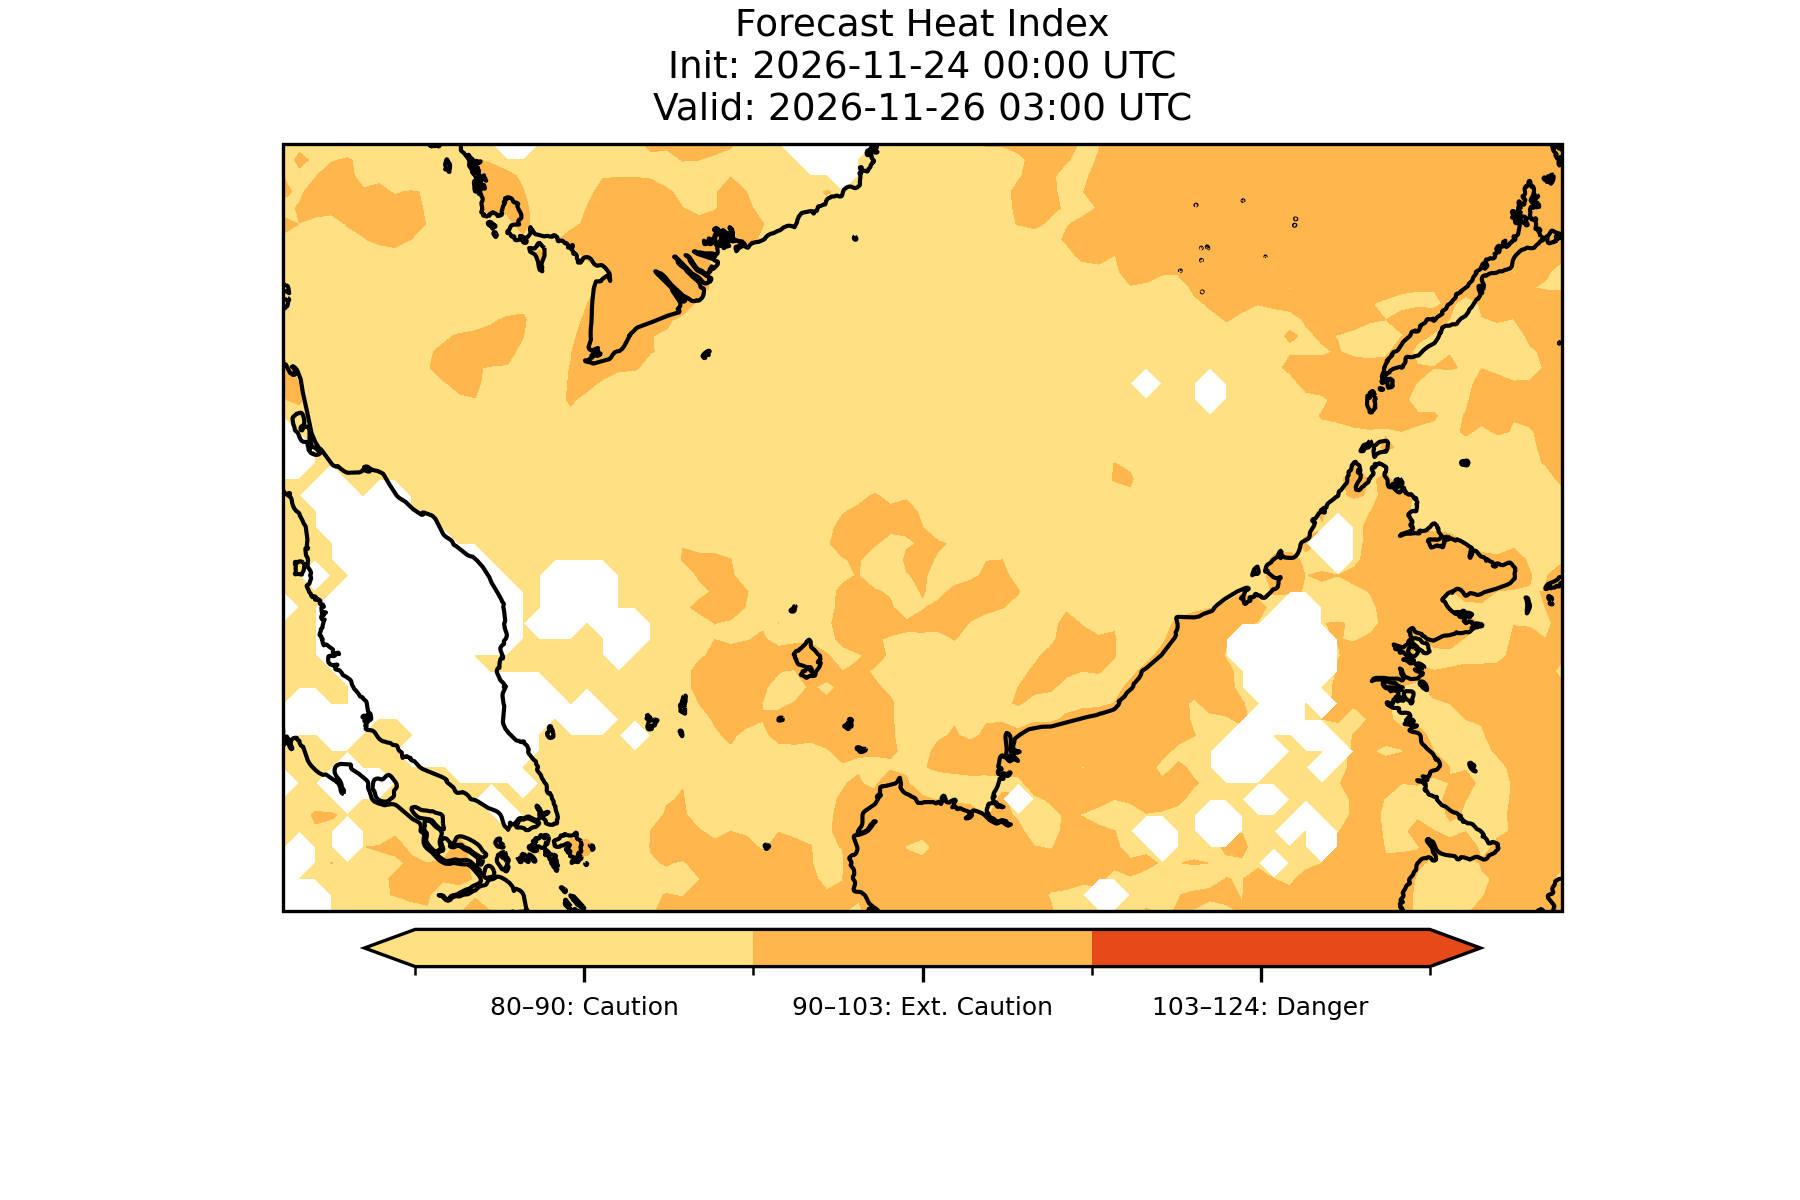 Forecast Heat Index
Init: 2026-11-24 00:00 UTC
Valid: 2026-11-26 03:00 UTC
80–90: Caution
90–103: Ext. Caution
103–124: Danger